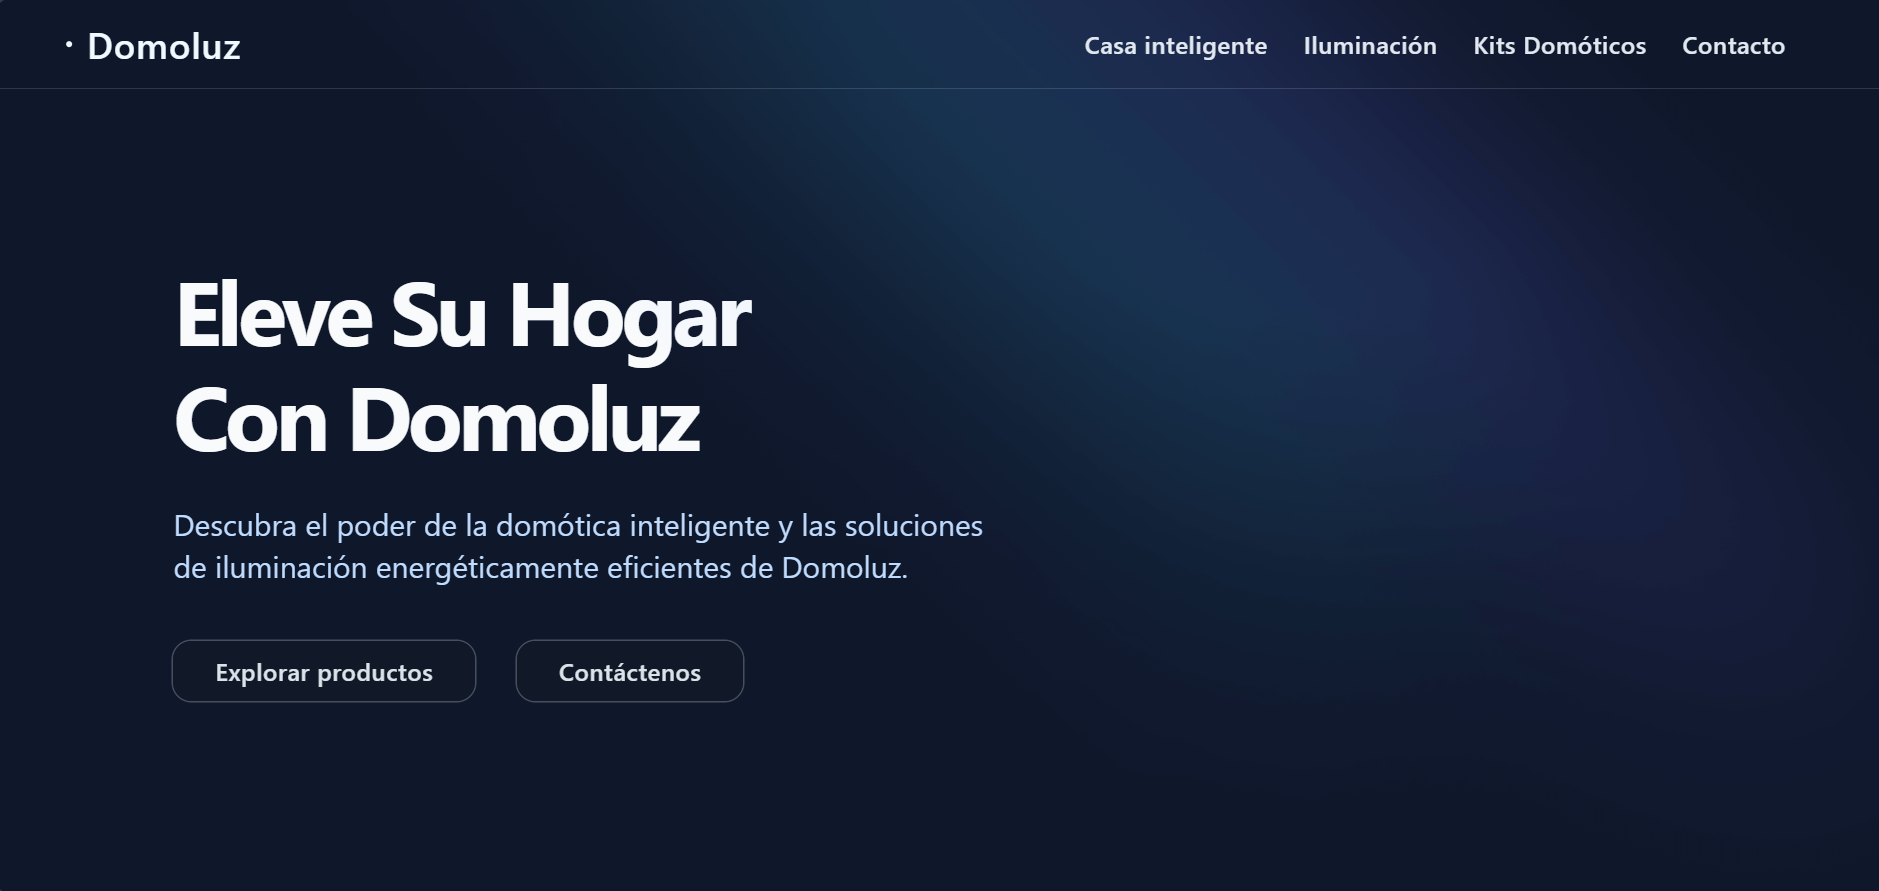 · Domoluz
Casa inteligente
Iluminación
Kits Domóticos
Contacto
Eleve Su Hogar
Con Domoluz
Descubra el poder de la domótica inteligente y las soluciones
de iluminación energéticamente eficientes de Domoluz.
Explorar productos
Contáctenos